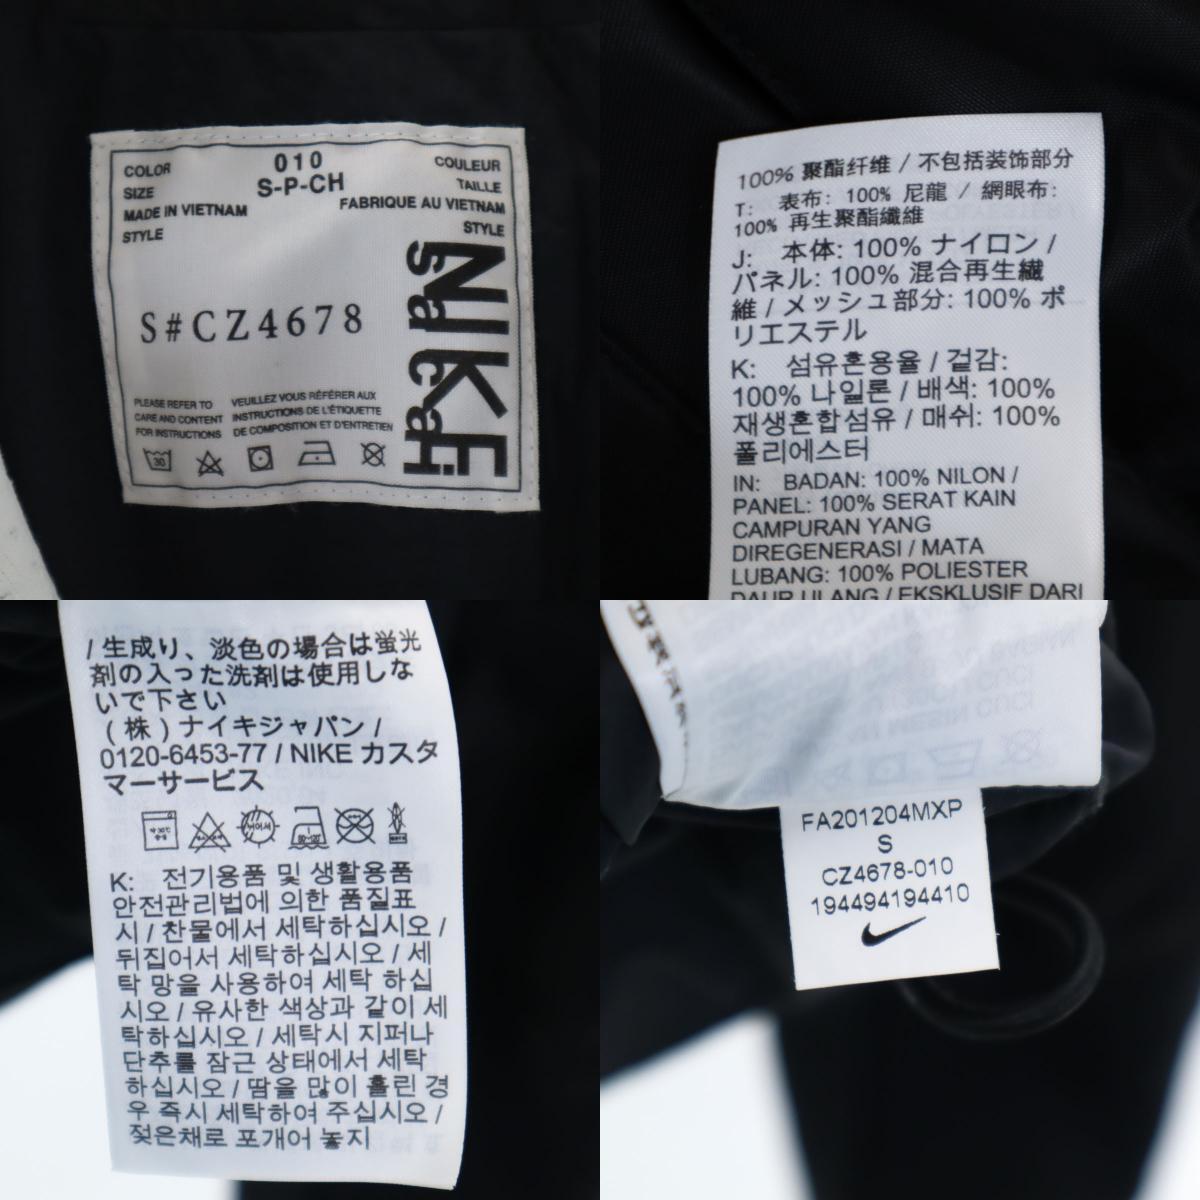 COLOR 010 COULEUR
SIZE S-P-CH TAILLE
MADE IN VIETNAM FABRIQUE AU VIETNAM
STYLE STYLE
S#CZ4678
NIKE
sacai
PLEASE REFER TO
CARE AND CONTENT
FOR INSTRUCTIONS
VEUILLEZ VOUS RÉFÉRER AUX
INSTRUCTIONS DE L'ÉTIQUETTE
DE COMPOSITION ET D'ENTRETIEN
30
100% 聚酯纤维 / 不包括装饰部分
T: 表布: 100% 尼龍 / 網眼布:
100% 再生聚酯纖維
J: 本体: 100% ナイロン /
パネル: 100% 混合再生繊
維 / メッシュ部分: 100% ポ
リエステル
K: 섬유혼용율 / 겉감:
100% 나일론 / 배색: 100%
재생혼합섬유 / 매쉬: 100%
폴리에스터
IN: BADAN: 100% NILON /
PANEL: 100% SERAT KAIN
CAMPURAN YANG
DIREGENERASI / MATA
LUBANG: 100% POLIESTER
DAUR ULANG / EKSKLUSIF DARI
/ 生成り、淡色の場合は蛍光
剤の入った洗剤は使用しな
いで下さい
(株) ナイキジャパン /
0120-6453-77 / NIKE カスタ
マーサービス
K: 전기용품 및 생활용품
안전관리법에 의한 품질표
시 / 찬물에서 세탁하십시오 /
뒤집어서 세탁하십시오 / 세
탁 망을 사용하여 세탁 하십
시오 / 유사한 색상과 같이 세
탁하십시오 / 세탁시 지퍼나
단추를 잠근 상태에서 세탁
하십시오 / 땀을 많이 흘린 경
우 즉시 세탁하여 주십시오 /
젖은채로 포개어 놓지
FA201204MXP
S
CZ4678-010
194494194410